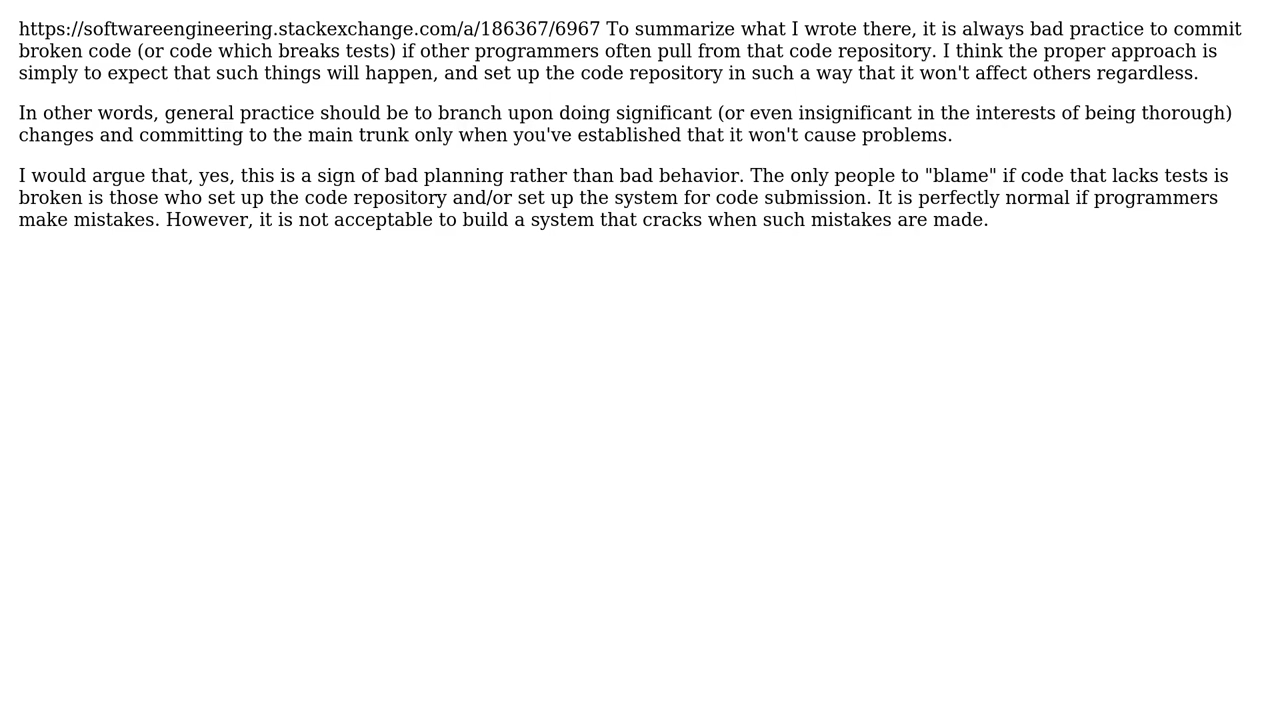 https://softwareengineering.stackexchange.com/a/186367/6967 To summarize what I wrote there, it is always bad practice to commit
broken code (or code which breaks tests) if other programmers often pull from that code repository. I think the proper approach is
simply to expect that such things will happen, and set up the code repository in such a way that it won't affect others regardless.
In other words, general practice should be to branch upon doing significant (or even insignificant in the interests of being thorough)
changes and committing to the main trunk only when you've established that it won't cause problems.
I would argue that, yes, this is a sign of bad planning rather than bad behavior. The only people to "blame" if code that lacks tests is
broken is those who set up the code repository and/or set up the system for code submission. It is perfectly normal if programmers
make mistakes. However, it is not acceptable to build a system that cracks when such mistakes are made.